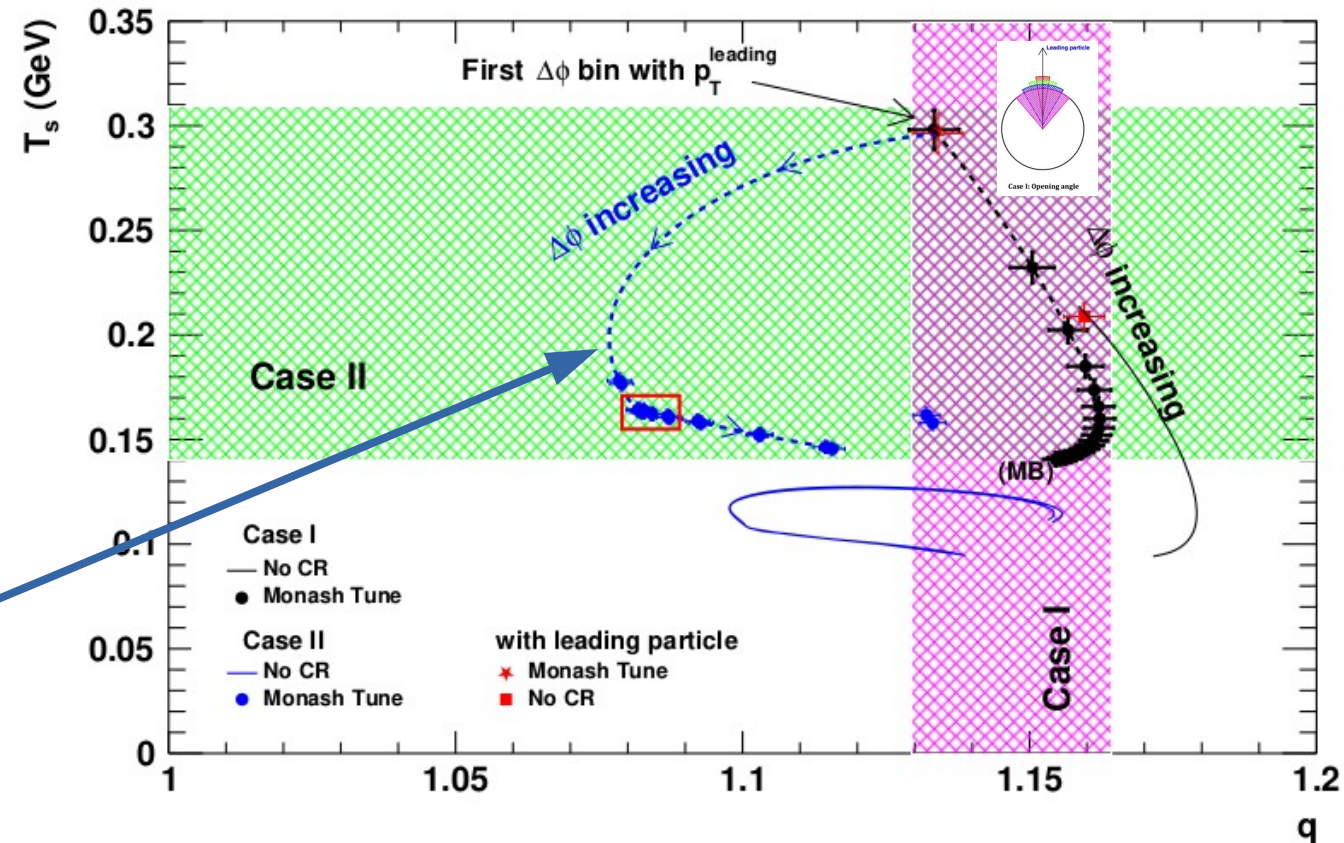 T_s (GeV)
0.35
0.3
0.25
0.2
0.15
0.1
0.05
0
First Δϕ bin with p_T^leading
Leading particle
Case I: Opening angle
Δϕ increasing
Δϕ increasing
Case II
(MB)
Case I
No CR
Monash Tune
Case II
No CR
Monash Tune
with leading particle
Monash Tune
No CR
Case I
1
1.05
1.1
1.15
1.2
q